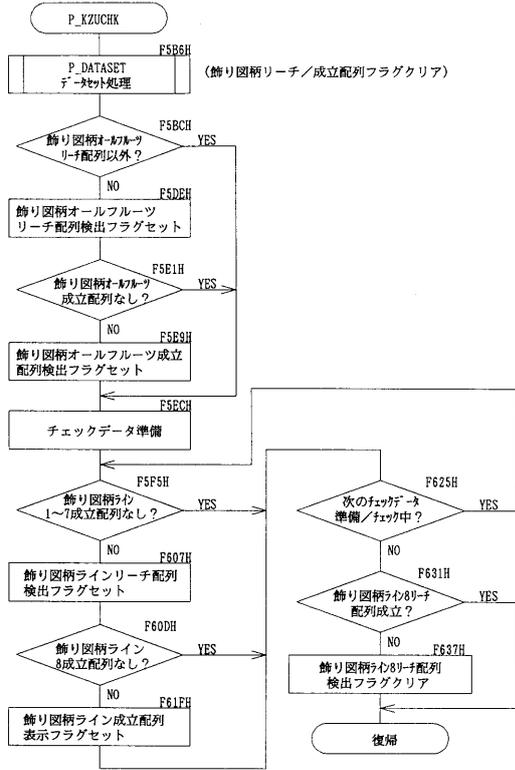 P_KZUCHK
F5B6H
P_DATASET
データセット処理
(飾り図柄リーチ／成立配列フラグクリア)
F5BCH
飾り図柄オールフルーツ
リーチ配列以外？
YES
NO
F5DEH
飾り図柄オールフルーツ
リーチ配列検出フラグセット
F5E1H
飾り図柄オールフルーツ
成立配列なし？
YES
NO
F5E9H
飾り図柄オールフルーツ成立
配列検出フラグセット
F5ECH
チェックデータ準備
F5F5H
飾り図柄ライン
1～7成立配列なし？
YES
NO
F607H
飾り図柄ラインリーチ配列
検出フラグセット
F60DH
飾り図柄ライン
8成立配列なし？
YES
NO
F61FH
飾り図柄ライン成立配列
表示フラグセット
F625H
次のチェックデータ
準備／チェック中？
YES
NO
F631H
飾り図柄ライン8リーチ
配列成立？
YES
NO
F637H
飾り図柄ライン8リーチ配列
検出フラグクリア
復帰